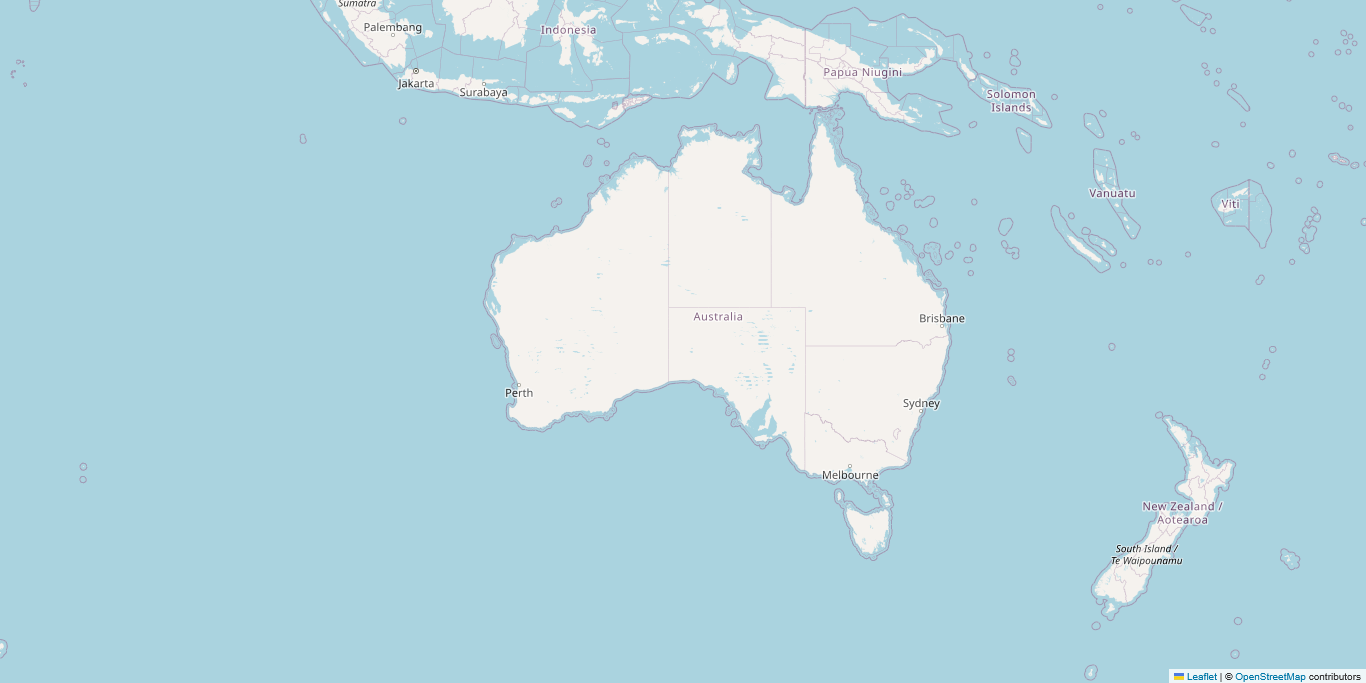 Sumatra
Palembang
Indonesia
Papua Niugini
Jakarta
Surabaya
Solomon
Islands
Vanuatu
Viti
Australia
Brisbane
Perth
Sydney
Melbourne
New Zealand /
Aotearoa
South Island /
Te Waipounamu
Leaflet | © OpenStreetMap contributors